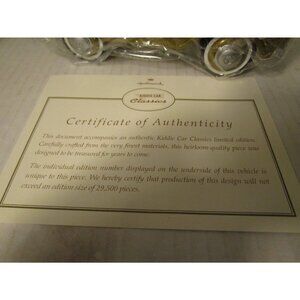 Hallmark
KIDDIE CAR
Classics
Certificate of Authenticity
This document accompanies an authentic Kiddie Car Classics limited edition.
Carefully crafted from the very finest materials, this heirloom-quality piece was
designed to be treasured for years to come.
The individual edition number displayed on the underside of this vehicle is
unique to this piece. We hereby certify that production of this design will not
exceed an edition size of 29,500 pieces.